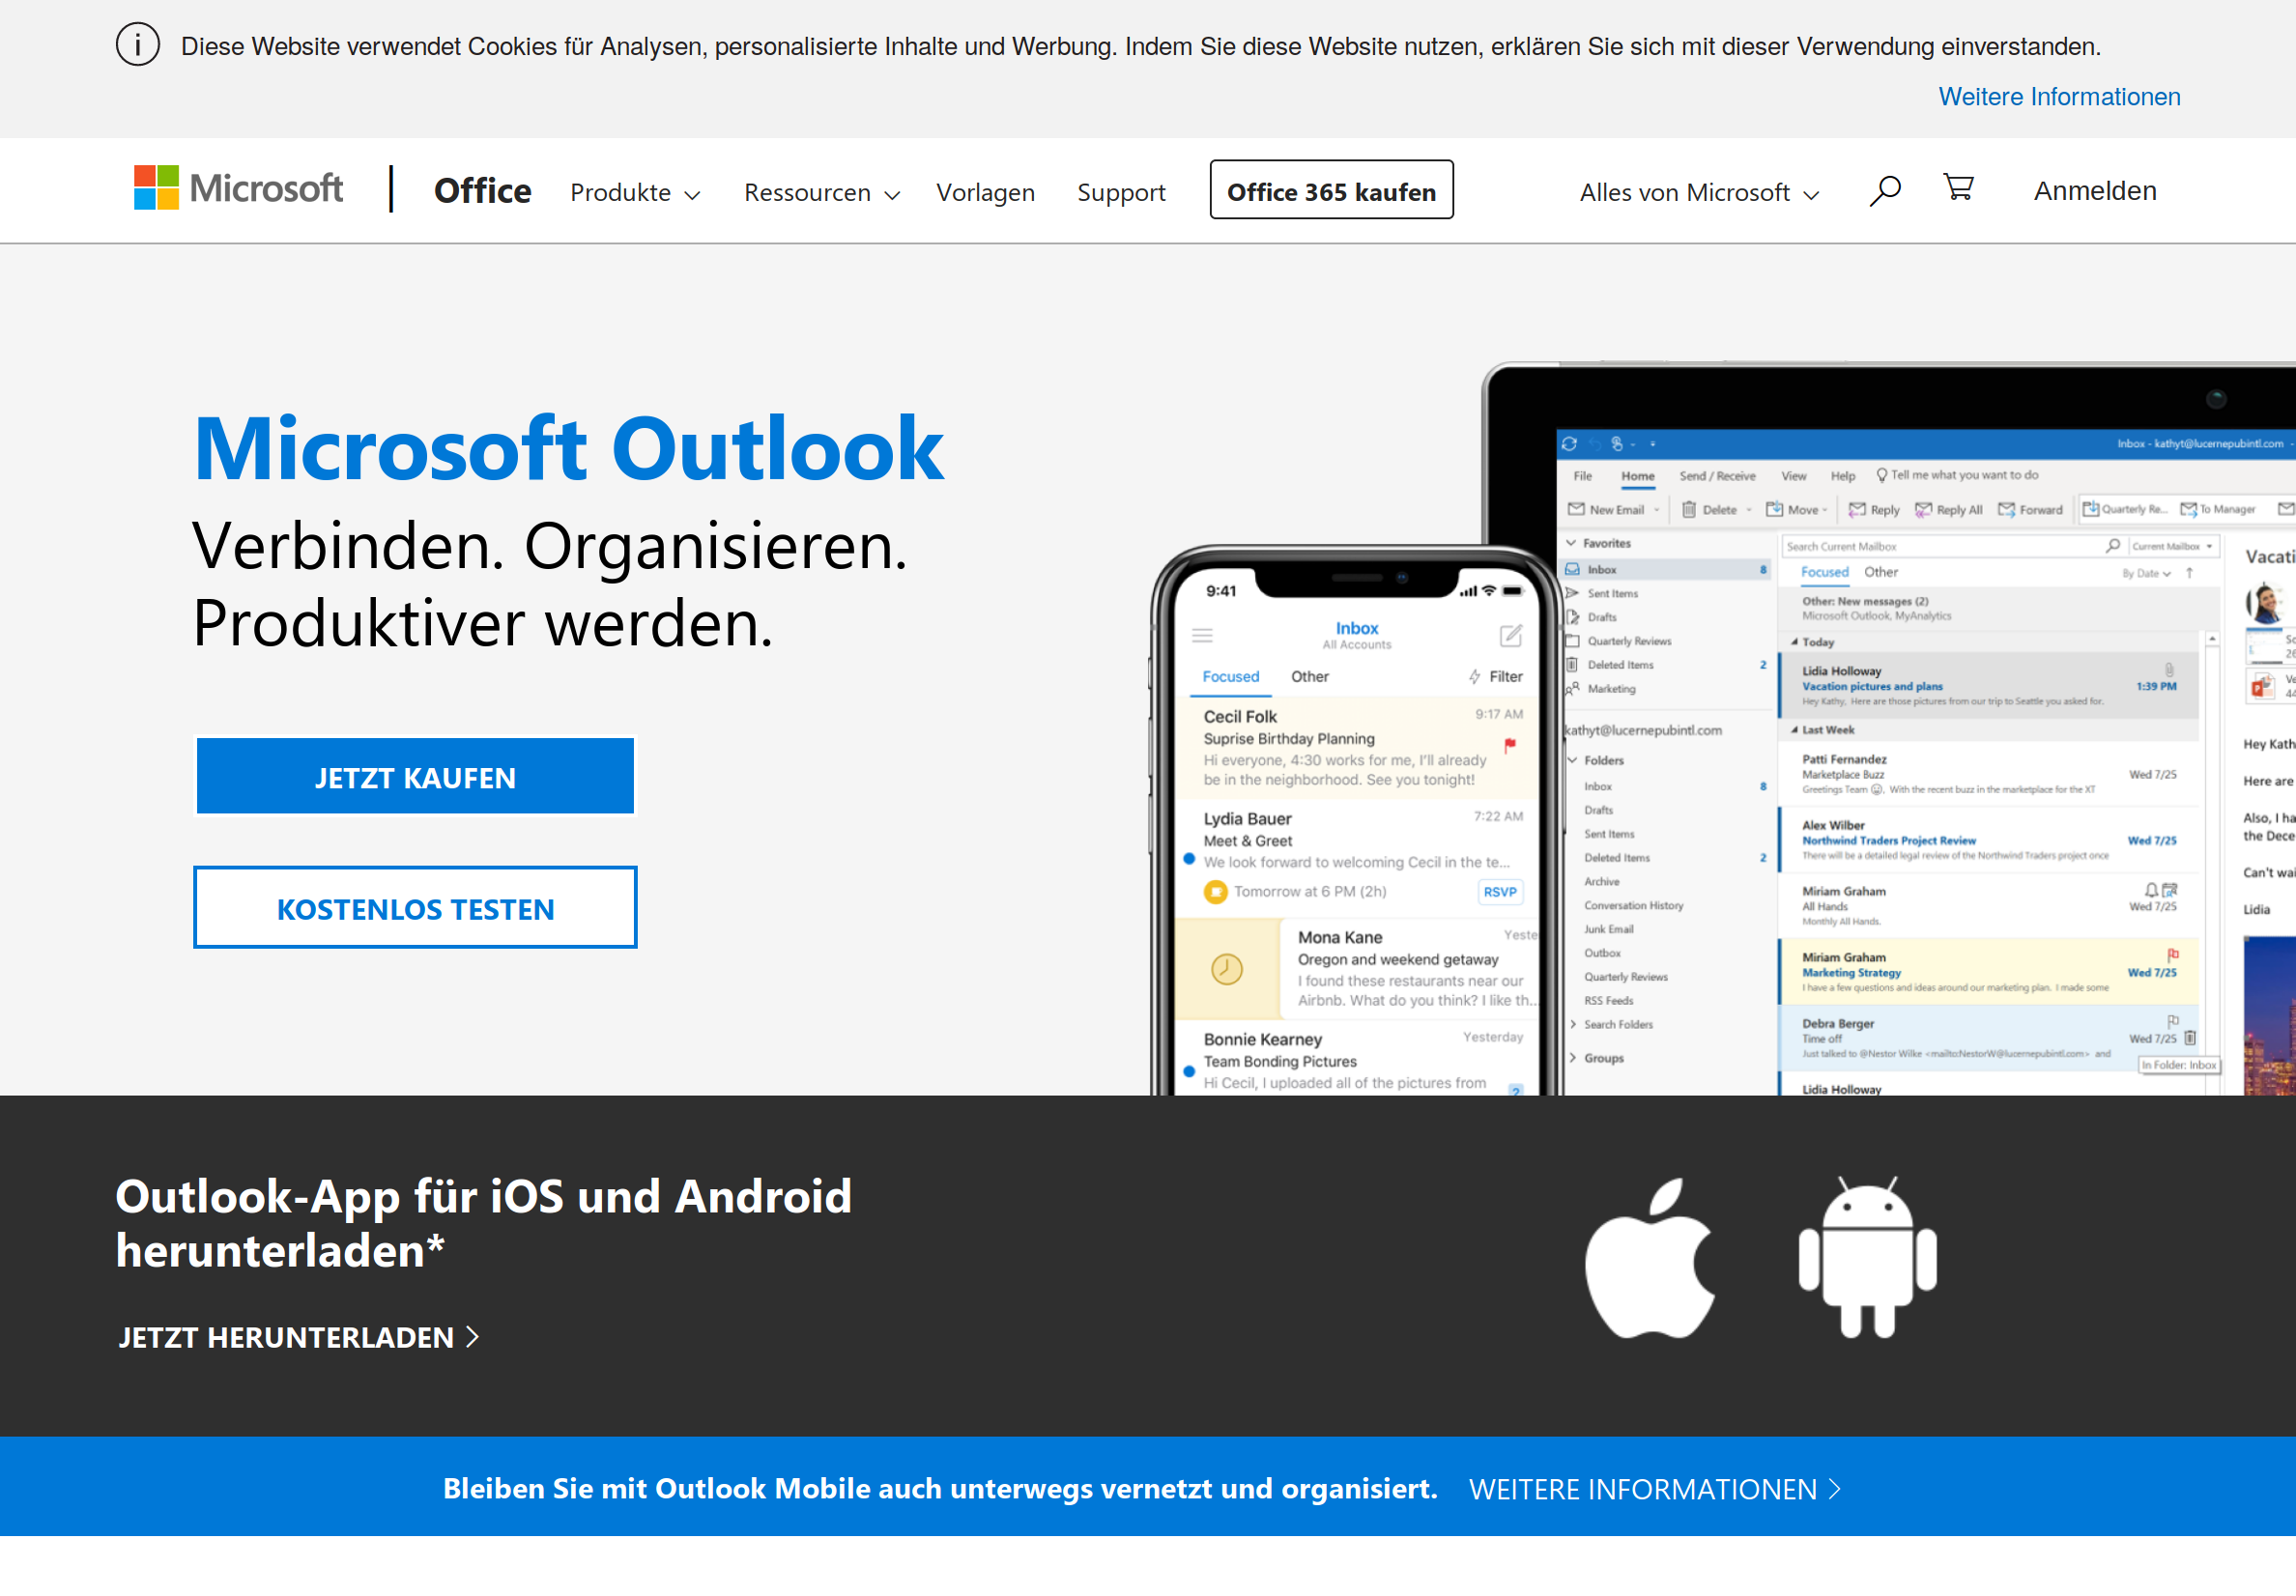 Diese Website verwendet Cookies für Analysen, personalisierte Inhalte und Werbung. Indem Sie diese Website nutzen, erklären Sie sich mit dieser Verwendung einverstanden.
Weitere Informationen
Microsoft Office Produkte Ressourcen Vorlagen Support Office 365 kaufen Alles von Microsoft Anmelden
Microsoft Outlook
Verbinden. Organisieren.
Produktiver werden.
JETZT KAUFEN
KOSTENLOS TESTEN
9:41
Inbox
All Accounts
Focused Other Filter
Cecil Folk 9:17 AM
Suprise Birthday Planning
Hi everyone, 4:30 works for me, I'll already
be in the neighborhood. See you tonight!
Lydia Bauer 7:22 AM
Meet & Greet
We look forward to welcoming Cecil in the te...
Tomorrow at 6 PM (2h) RSVP
Mona Kane Yeste
Oregon and weekend getaway
I found these restaurants near our
Airbnb. What do you think? I like th...
Bonnie Kearney Yesterday
Team Bonding Pictures
Hi Cecil, I uploaded all of the pictures from
2
Inbox - kathyt@lucernepubintl.com -
File Home Send / Receive View Help Tell me what you want to do
New Email Delete Move Reply Reply All Forward Quarterly Re... To Manager
Favorites
Inbox 8
Sent Items
Drafts
Quarterly Reviews
Deleted Items 2
Marketing
kathyt@lucernepubintl.com
Folders
Inbox 8
Drafts
Sent Items
Deleted Items 2
Archive
Conversation History
Junk Email
Outbox
Quarterly Reviews
RSS Feeds
Search Folders
Groups
Search Current Mailbox Current Mailbox
Focused Other By Date
Other: New messages (2)
Microsoft Outlook, MyAnalytics
Today
Lidia Holloway
Vacation pictures and plans 1:39 PM
Hey Kathy, Here are those pictures from our trip to Seattle you asked for.
Last Week
Patti Fernandez
Marketplace Buzz Wed 7/25
Greetings Team With the recent buzz in the marketplace for the XT
Alex Wilber
Northwind Traders Project Review Wed 7/25
There will be a detailed legal review of the Northwind Traders project once
Miriam Graham
All Hands Wed 7/25
Monthly All Hands.
Miriam Graham
Marketing Strategy Wed 7/25
I have a few questions and ideas around our marketing plan. I made some
Debra Berger
Time off Wed 7/25
Just talked to @Nestor Wilke <mailto:NestorW@lucernepubintl.com> and
In Folder: Inbox
Lidia Holloway
Vacati
Sc
26
Ve
44
Hey Kath
Here are
Also, I ha
the Dece
Can't wai
Lidia
Outlook-App für iOS und Android
herunterladen*
JETZT HERUNTERLADEN
Bleiben Sie mit Outlook Mobile auch unterwegs vernetzt und organisiert. WEITERE INFORMATIONEN